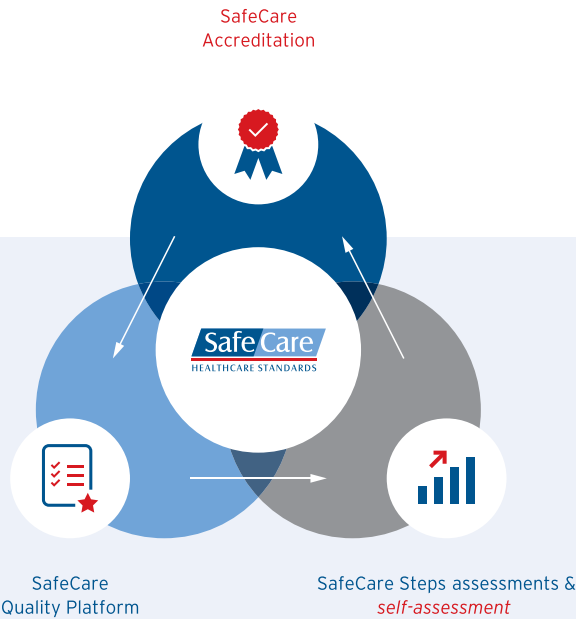 SafeCare
Accreditation
SafeCare
HEALTHCARE STANDARDS
SafeCare
Quality Platform
SafeCare Steps assessments &
self-assessment